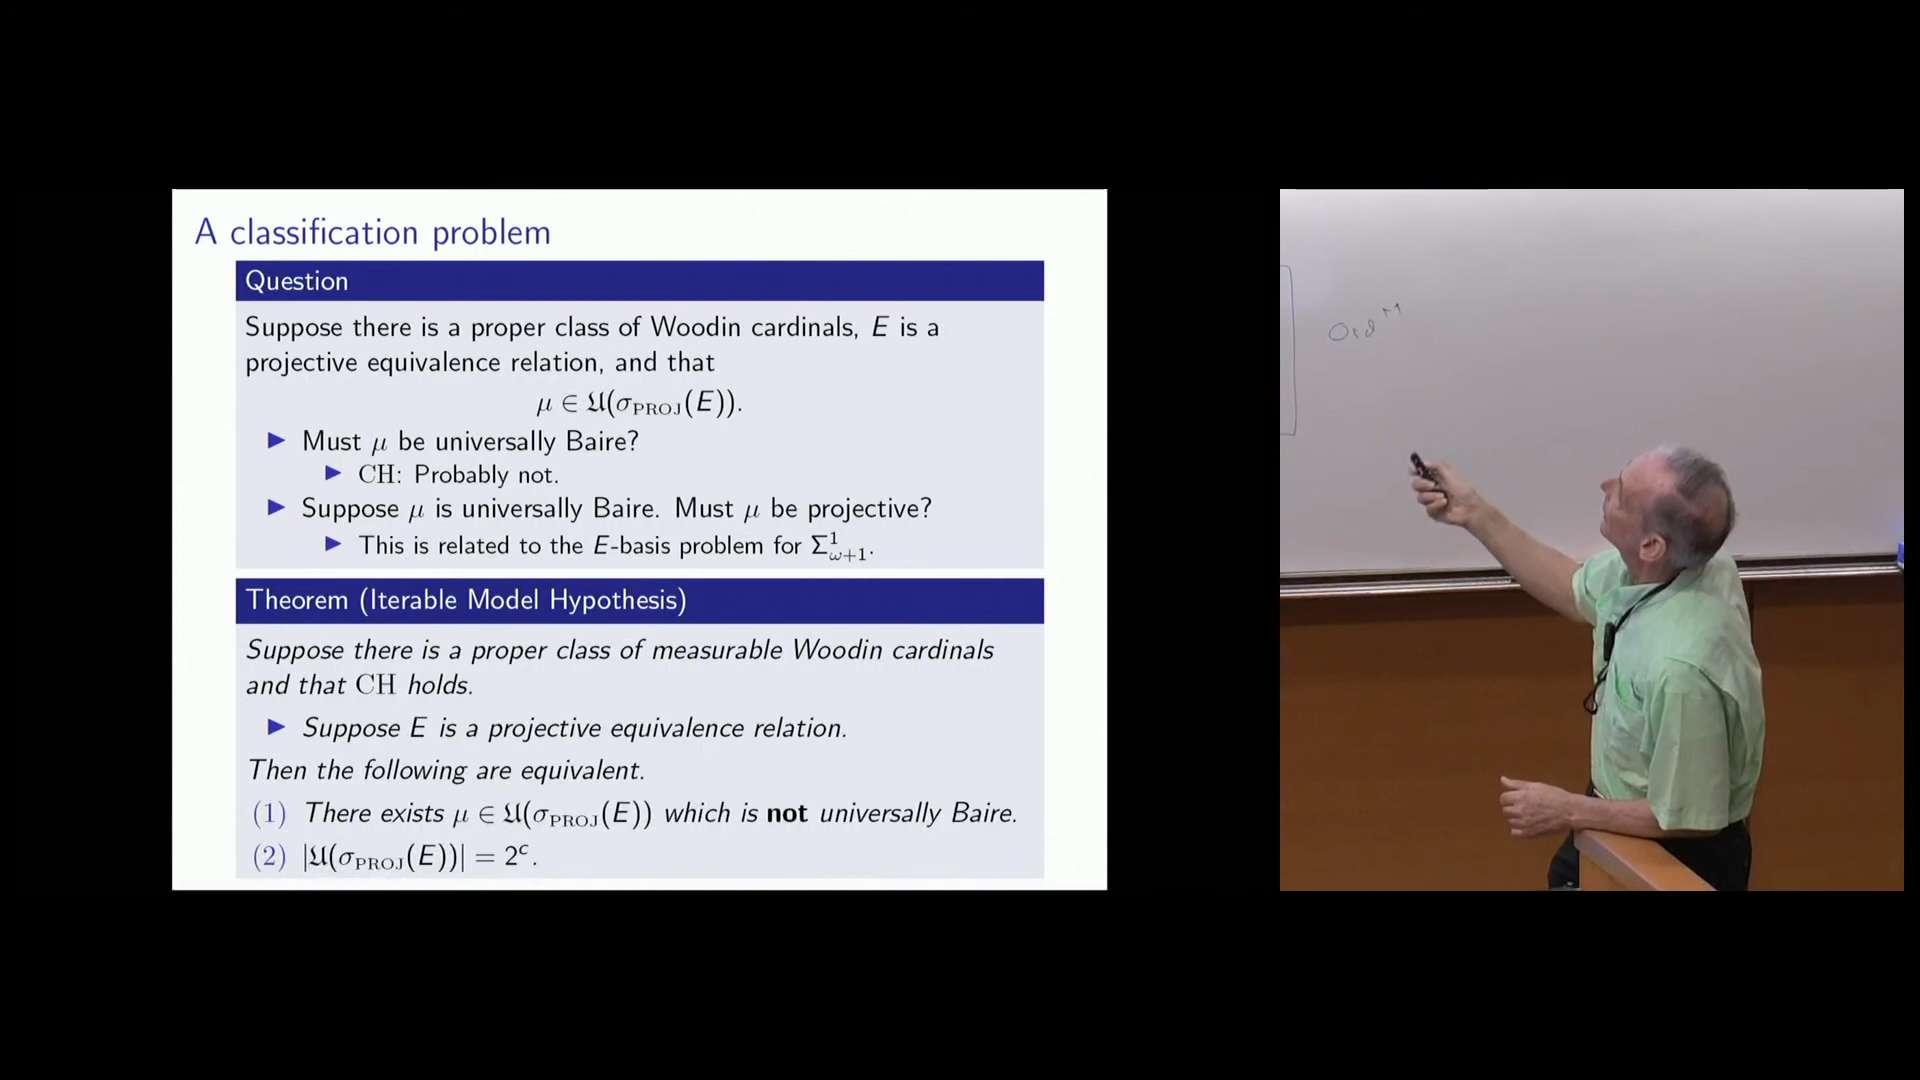 A classification problem
Question
Suppose there is a proper class of Woodin cardinals, E is a
projective equivalence relation, and that
μ ∈ 𝔘(σ_PROJ(E)).
▶ Must μ be universally Baire?
▶ CH: Probably not.
▶ Suppose μ is universally Baire. Must μ be projective?
▶ This is related to the E-basis problem for Σ^1_{ω+1}.
Theorem (Iterable Model Hypothesis)
Suppose there is a proper class of measurable Woodin cardinals
and that CH holds.
▶ Suppose E is a projective equivalence relation.
Then the following are equivalent.
(1) There exists μ ∈ 𝔘(σ_PROJ(E)) which is not universally Baire.
(2) |𝔘(σ_PROJ(E))| = 2^c.
Ord^M